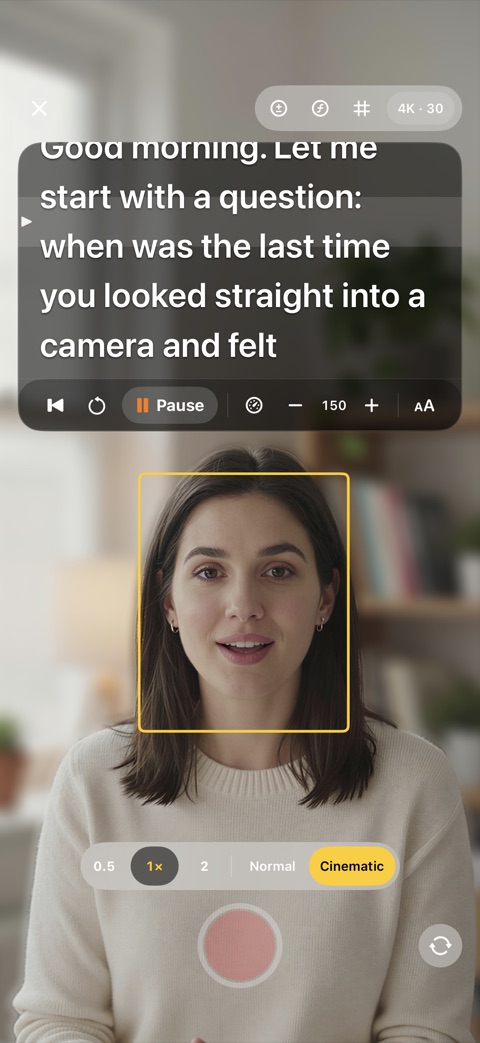 4K · 30
Good morning. Let me
start with a question:
when was the last time
you looked straight into a
camera and felt
Pause
150
AA
0.5
1×
2
Normal
Cinematic